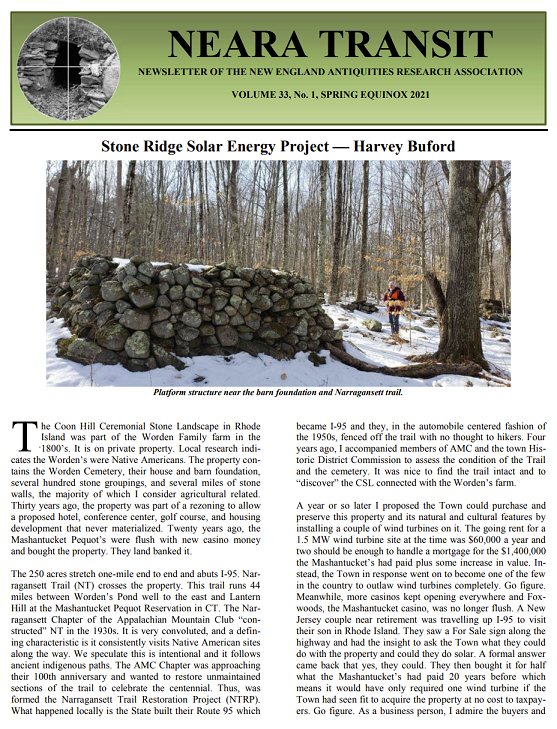 NEARA TRANSIT
NEWSLETTER OF THE NEW ENGLAND ANTIQUITIES RESEARCH ASSOCIATION
VOLUME 33, No. 1, SPRING EQUINOX 2021
Stone Ridge Solar Energy Project — Harvey Buford
Platform structure near the barn foundation and Narragansett trail.
The Coon Hill Ceremonial Stone Landscape in Rhode
Island was part of the Worden Family farm in the
1800's. It is on private property. Local research indi-
cates the Worden's were Native Americans. The property con-
tains the Worden Cemetery, their house and barn foundation,
several hundred stone groupings, and several miles of stone
walls, the majority of which I consider agricultural related.
Thirty years ago, the property was part of a rezoning to allow
a proposed hotel, conference center, golf course, and housing
development that never materialized. Twenty years ago, the
Mashantucket Pequot's were flush with new casino money
and bought the property. They land banked it.
The 250 acres stretch one-mile end to end and abuts I-95. Nar-
ragansett Trail (NT) crosses the property. This trail runs 44
miles between Worden's Pond well to the east and Lantern
Hill at the Mashantucket Pequot Reservation in CT. The Nar-
ragansett Chapter of the Appalachian Mountain Club "con-
structed" NT in the 1930s. It is very convoluted, and a defin-
ing characteristic is it consistently visits Native American sites
along the way. We speculate this is intentional and it follows
ancient indigenous paths. The AMC Chapter was approaching
their 100th anniversary and wanted to restore unmaintained
sections of the trail to celebrate the centennial. Thus, was
formed the Narragansett Trail Restoration Project (NTRP).
What happened locally is the State built their Route 95 which
became I-95 and they, in the automobile centered fashion of
the 1950s, fenced off the trail with no thought to hikers. Four
years ago, I accompanied members of AMC and the town His-
toric District Commission to assess the condition of the Trail
and the cemetery. It was nice to find the trail intact and to
"discover" the CSL connected with the Worden's farm.
A year or so later I proposed the Town could purchase and
preserve this property and its natural and cultural features by
installing a couple of wind turbines on it. The going rent for a
1.5 MW wind turbine site at the time was $60,000 a year and
two should be enough to handle a mortgage for the $1,400,000
the Mashantucket's had paid plus some increase in value. In-
stead, the Town in response went on to become one of the few
in the country to outlaw wind turbines completely. Go figure.
Meanwhile, more casinos kept opening everywhere and Fox-
woods, the Mashantucket casino, was no longer flush. A New
Jersey couple near retirement was travelling up I-95 to visit
their son in Rhode Island. They saw a For Sale sign along the
highway and had the insight to ask the Town what they could
do with the property and could they do solar. A formal answer
came back that yes, they could. They then bought it for half
what the Mashantucket's had paid 20 years before which
means it would have only required one wind turbine if the
Town had seen fit to acquire the property at no cost to taxpay-
ers. Go figure. As a business person, I admire the buyers and